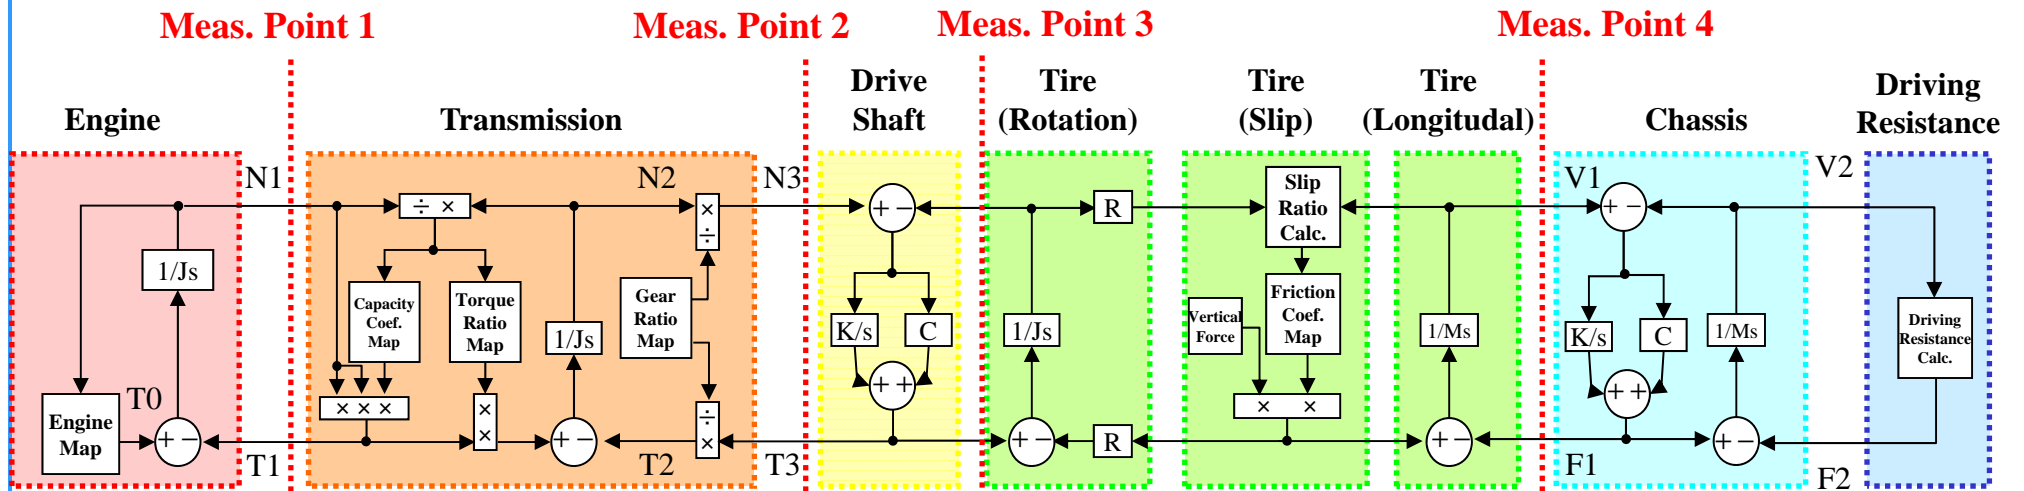 Meas. Point 1
Meas. Point 2
Meas. Point 3
Meas. Point 4
Engine
Transmission
Drive
Shaft
Tire
(Rotation)
Tire
(Slip)
Tire
(Longitudal)
Chassis
Driving
Resistance
N1
1/Js
T0
Engine
Map
+ −
T1
÷ ×
N2
×
÷
N3
Capacity
Coef.
Map
Torque
Ratio
Map
1/Js
Gear
Ratio
Map
× × ×
×
×
+ −
T2
÷
×
T3
+ −
K/s
C
+ +
R
1/Js
+ −
R
Slip
Ratio
Calc.
Vertical
Force
Friction
Coef.
Map
× ×
1/Ms
+ −
V1
+ −
K/s
C
1/Ms
+ +
+ −
F1
V2
Driving
Resistance
Calc.
F2